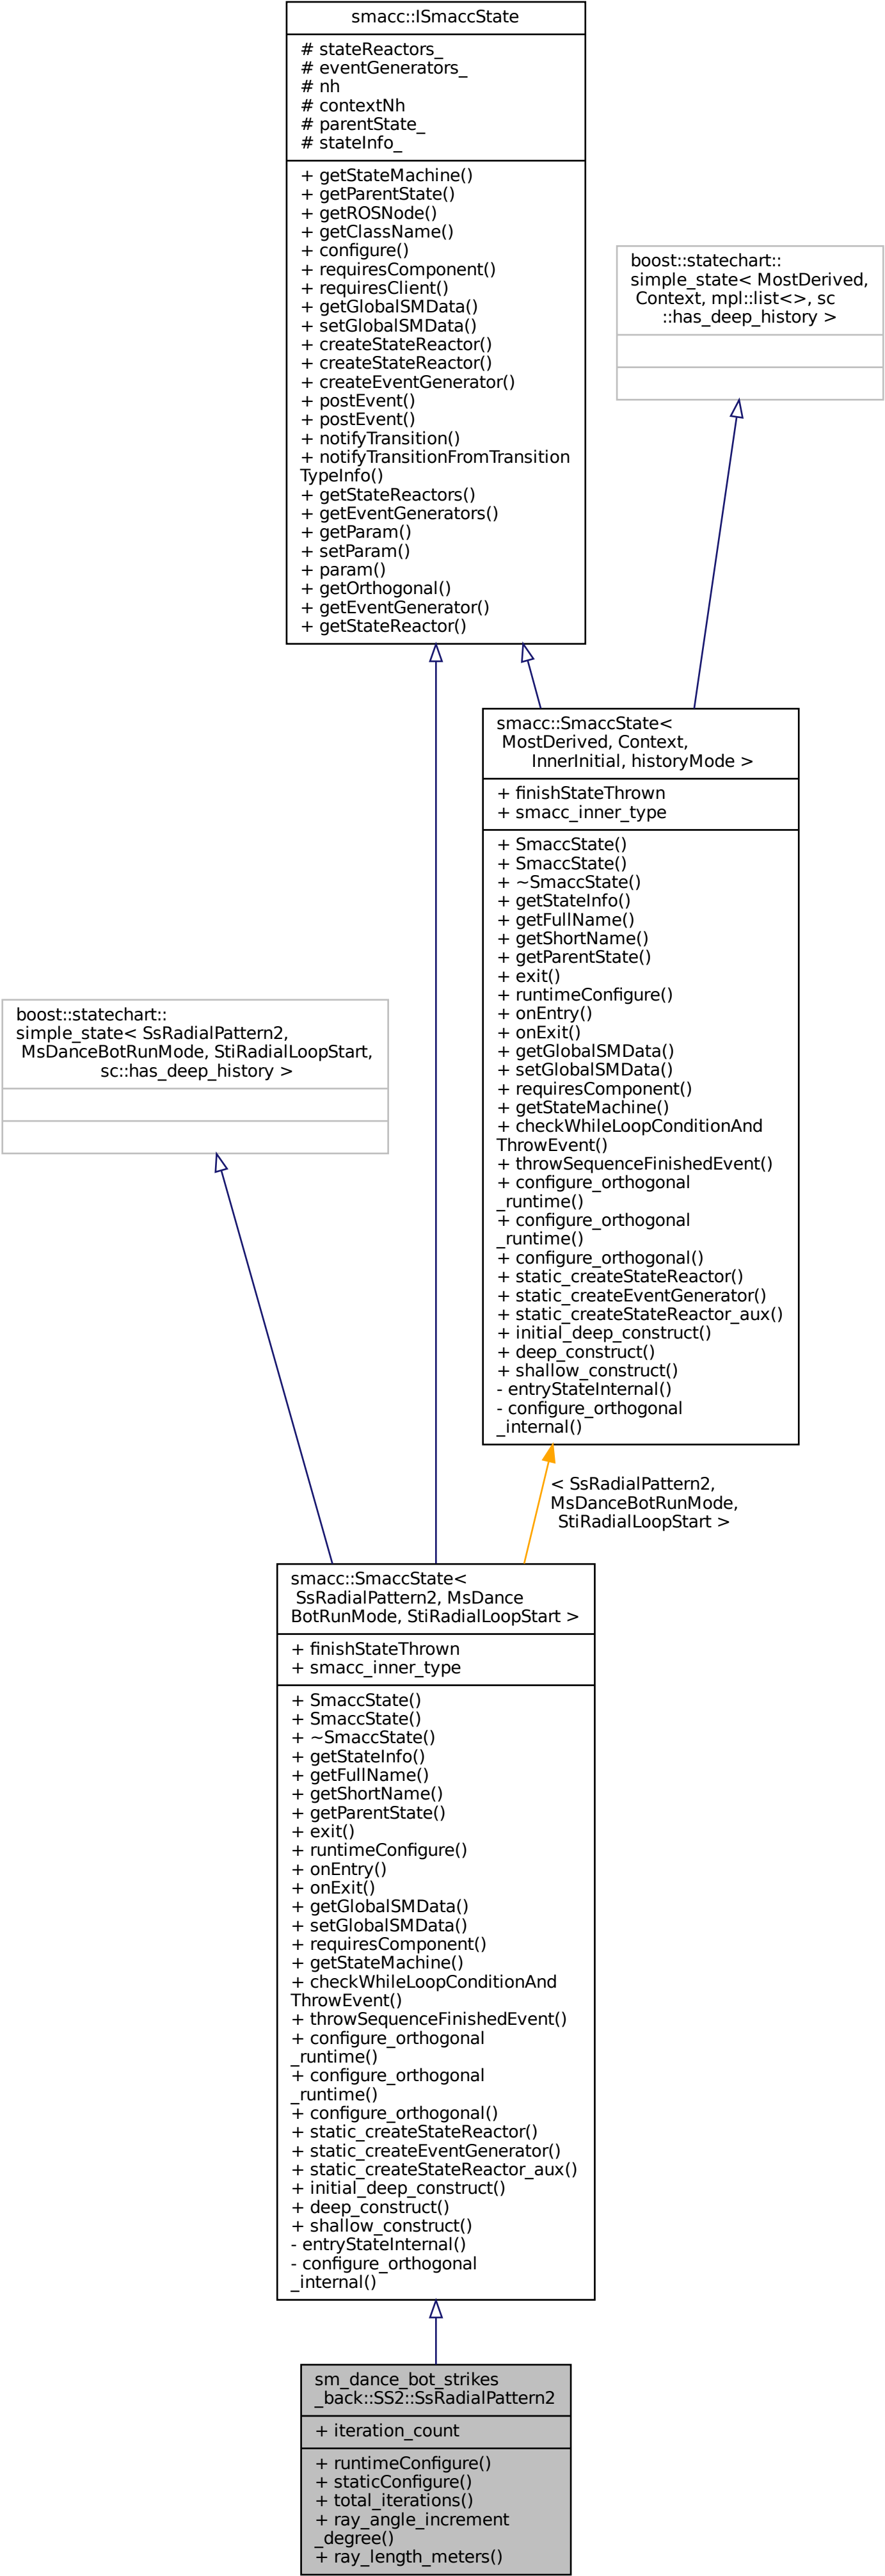 smacc::ISmaccState
# stateReactors_
# eventGenerators_
# nh
# contextNh
# parentState_
# stateInfo_
+ getStateMachine()
+ getParentState()
+ getROSNode()
+ getClassName()
+ configure()
+ requiresComponent()
+ requiresClient()
+ getGlobalSMData()
+ setGlobalSMData()
+ createStateReactor()
+ createStateReactor()
+ createEventGenerator()
+ postEvent()
+ postEvent()
+ notifyTransition()
+ notifyTransitionFromTransition
TypeInfo()
+ getStateReactors()
+ getEventGenerators()
+ getParam()
+ setParam()
+ param()
+ getOrthogonal()
+ getEventGenerator()
+ getStateReactor()
boost::statechart::
simple_state< MostDerived,
Context, mpl::list<>, sc
::has_deep_history >
smacc::SmaccState<
MostDerived, Context,
InnerInitial, historyMode >
+ finishStateThrown
+ smacc_inner_type
+ SmaccState()
+ SmaccState()
+ ~SmaccState()
+ getStateInfo()
+ getFullName()
+ getShortName()
+ getParentState()
+ exit()
+ runtimeConfigure()
+ onEntry()
+ onExit()
+ getGlobalSMData()
+ setGlobalSMData()
+ requiresComponent()
+ getStateMachine()
+ checkWhileLoopConditionAnd
ThrowEvent()
+ throwSequenceFinishedEvent()
+ configure_orthogonal
_runtime()
+ configure_orthogonal
_runtime()
+ configure_orthogonal()
+ static_createStateReactor()
+ static_createEventGenerator()
+ static_createStateReactor_aux()
+ initial_deep_construct()
+ deep_construct()
+ shallow_construct()
- entryStateInternal()
- configure_orthogonal
_internal()
boost::statechart::
simple_state< SsRadialPattern2,
MsDanceBotRunMode, StiRadialLoopStart,
sc::has_deep_history >
< SsRadialPattern2,
MsDanceBotRunMode,
StiRadialLoopStart >
smacc::SmaccState<
SsRadialPattern2, MsDance
BotRunMode, StiRadialLoopStart >
+ finishStateThrown
+ smacc_inner_type
+ SmaccState()
+ SmaccState()
+ ~SmaccState()
+ getStateInfo()
+ getFullName()
+ getShortName()
+ getParentState()
+ exit()
+ runtimeConfigure()
+ onEntry()
+ onExit()
+ getGlobalSMData()
+ setGlobalSMData()
+ requiresComponent()
+ getStateMachine()
+ checkWhileLoopConditionAnd
ThrowEvent()
+ throwSequenceFinishedEvent()
+ configure_orthogonal
_runtime()
+ configure_orthogonal
_runtime()
+ configure_orthogonal()
+ static_createStateReactor()
+ static_createEventGenerator()
+ static_createStateReactor_aux()
+ initial_deep_construct()
+ deep_construct()
+ shallow_construct()
- entryStateInternal()
- configure_orthogonal
_internal()
sm_dance_bot_strikes
_back::SS2::SsRadialPattern2
+ iteration_count
+ runtimeConfigure()
+ staticConfigure()
+ total_iterations()
+ ray_angle_increment
_degree()
+ ray_length_meters()